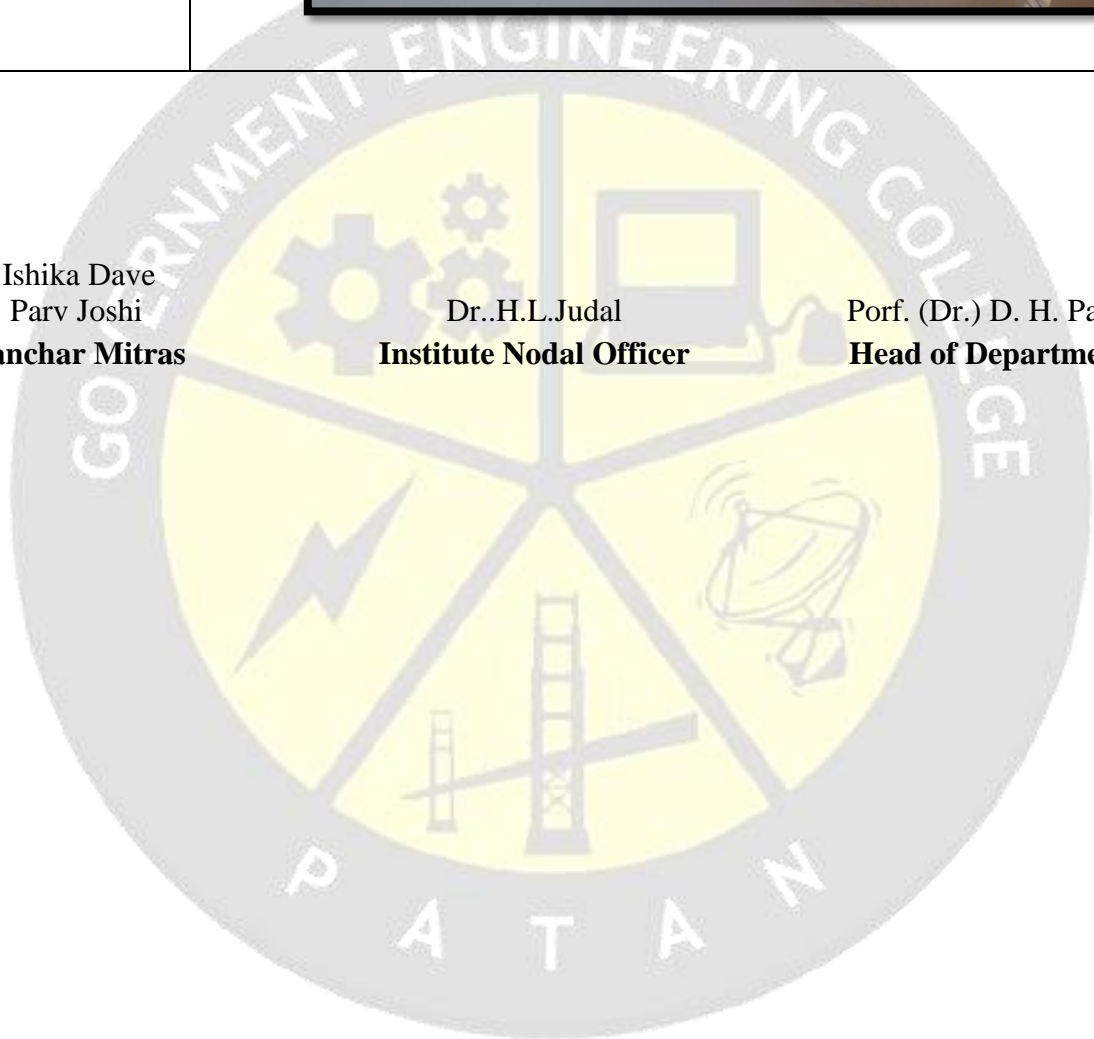 GOVERNMENT ENGINEERING COLLEGE
Ishika Dave
Parv Joshi
Dr..H.L.Judal
Porf. (Dr.) D. H. Pa
anchar Mitras
Institute Nodal Officer
Head of Departme
PATAN